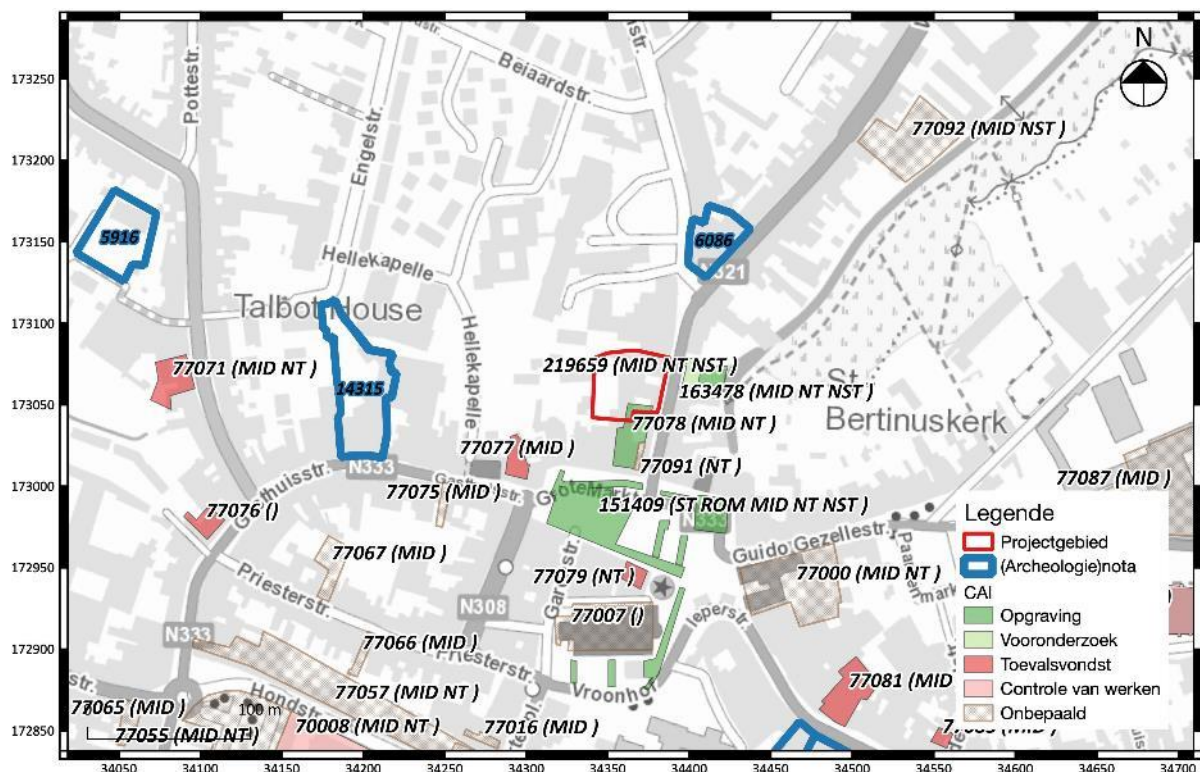 N
173250
173200
173150
173100
173050
173000
172950
172900
172850
34050
34100
34150
34200
34250
34300
34350
34400
34450
34500
34550
34600
34650
34700
Pottestr.
Engelstr.
Beiaardstr.
77092 (MID NST )
5916
6086
Hellekapelle
Talbot House
Hellekapelle
219659 (MID NT NST )
77071 (MID NT )
14315
163478 (MID NT NST )
St.
Bertinuskerk
77078 (MID NT )
77077 (MID )
77091 (NT )
N333
77075 (MID )
Grote Markt
77087 (MID )
151409 (ST ROM MID NT NST )
77076 ()
N333
Guido Gezellestr.
77067 (MID )
77079 (NT )
77000 (MID NT )
Priesterstr.
N308
77007 ()
Ieperstr.
N333
77066 (MID )
Priesterstr.
Vroonhof
77057 (MID NT )
77081 (MID
77065 (MID )
100 m
77055 (MID NT )
70008 (MID NT )
77016 (MID )
Legende
Projectgebied
(Archeologie)nota
CAI
Opgraving
Vooronderzoek
Toevalsvondst
Controle van werken
Onbepaald